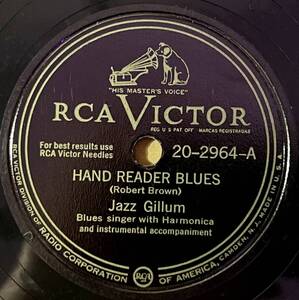 "HIS MASTER'S VOICE"
RCA VICTOR
REG U S PAT OFF MARCAS REGISTRADAS
For best results use
RCA Victor Needles
20-2964-A
HAND READER BLUES
(Robert Brown)
Jazz Gillum
Blues singer with Harmonica
and instrumental accompaniment
RCA VICTOR DIVISION OF RADIO CORPORATION OF AMERICA, CAMDEN, N. J. MADE IN U. S. A.
RCA